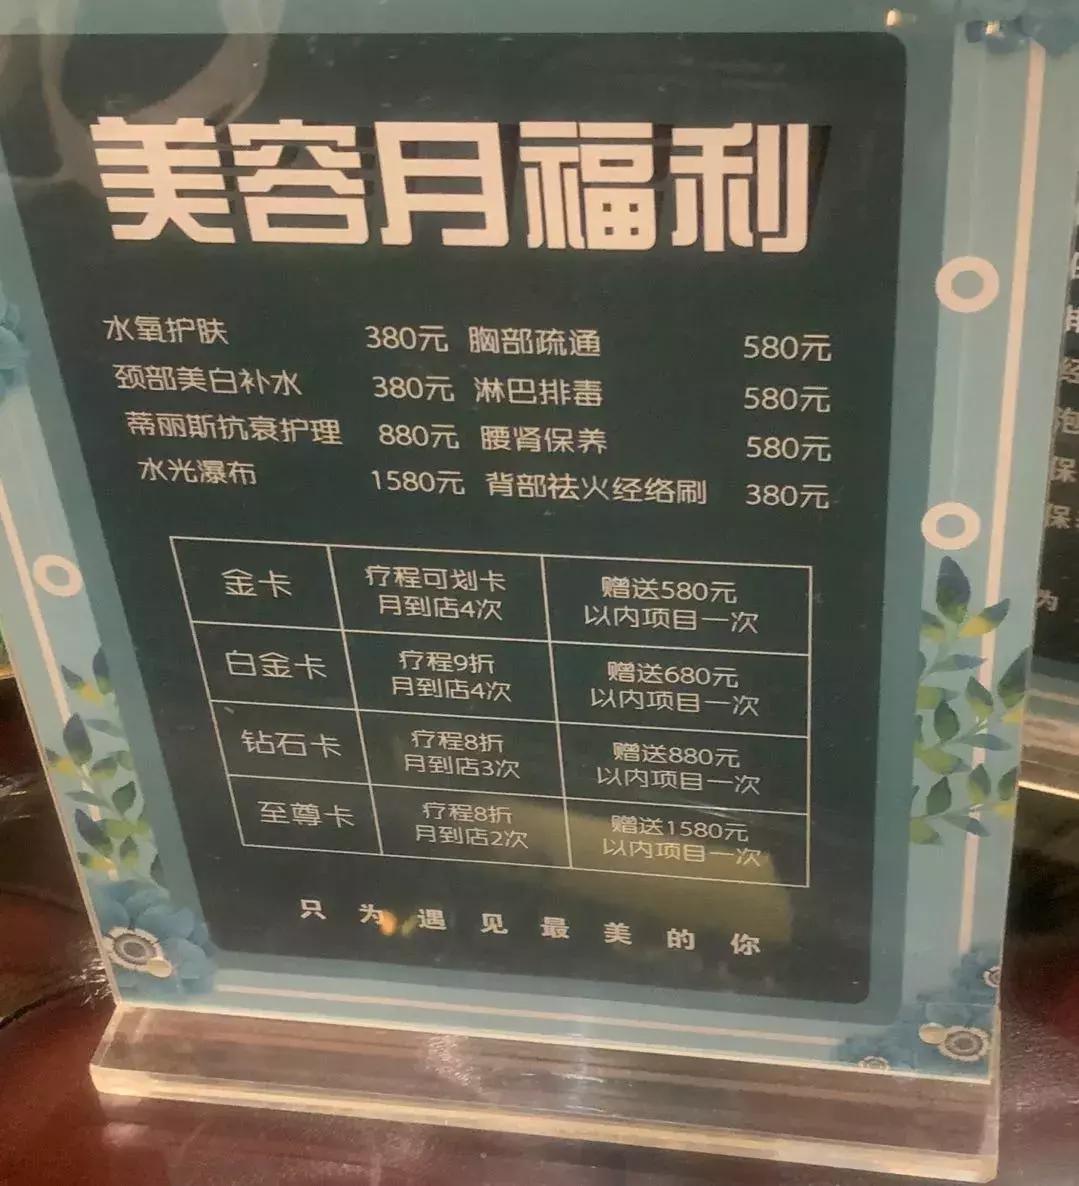 美容月福利
水氧护肤 380元 胸部疏通 580元
颈部美白补水 380元 淋巴排毒 580元
蒂丽斯抗衰护理 880元 腰肾保养 580元
水光瀑布 1580元 背部祛火经络刷 380元
金卡 疗程可划卡 赠送580元
月到店4次 以内项目一次
白金卡 疗程9折 赠送680元
月到店4次 以内项目一次
钻石卡 疗程8折 赠送880元
月到店3次 以内项目一次
至尊卡 疗程8折 赠送1580元
月到店2次 以内项目一次
只为遇见最美的你